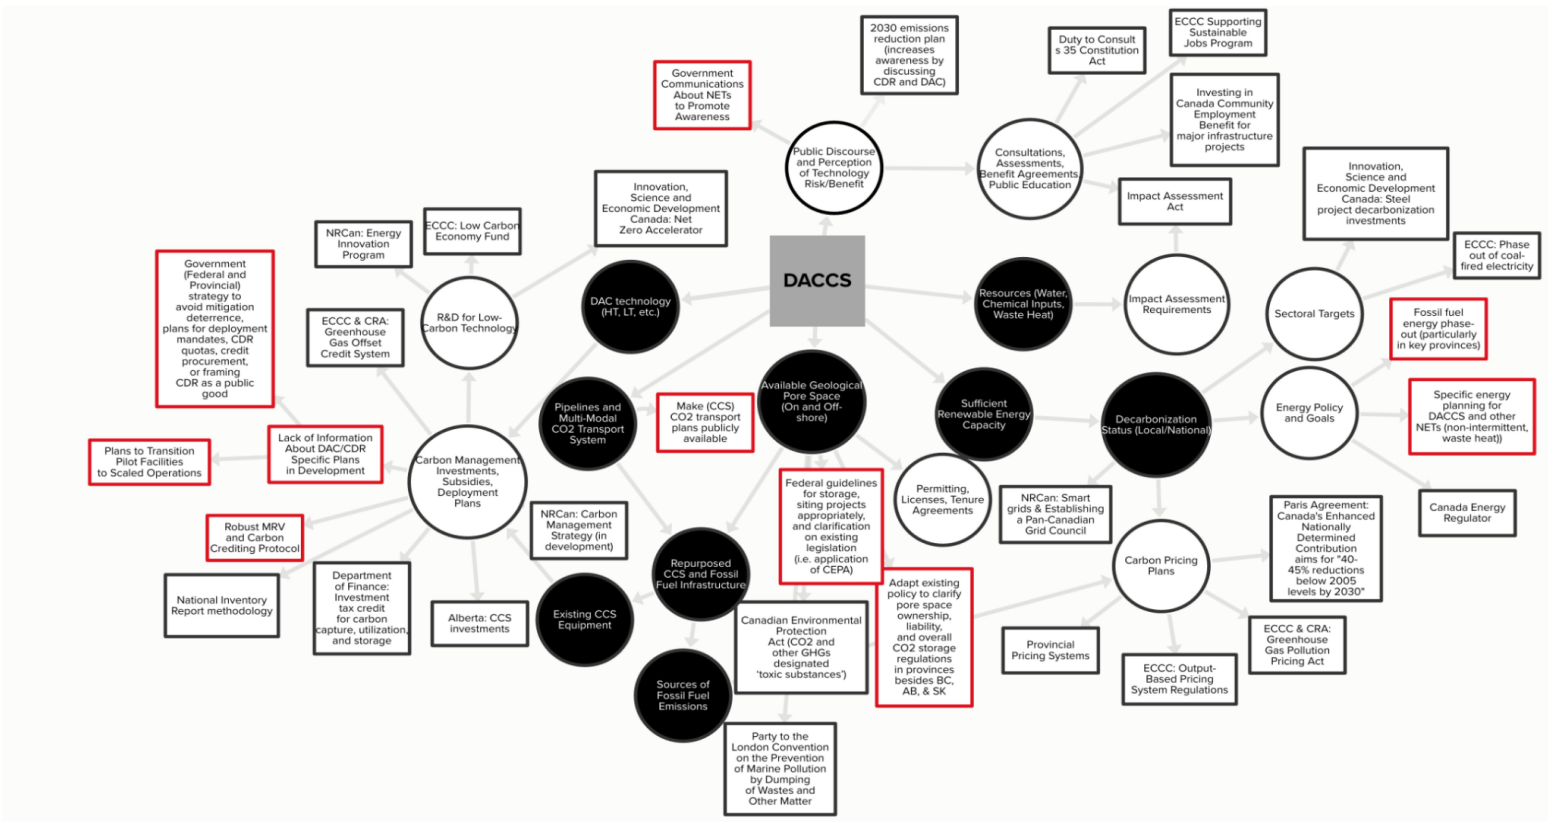 2030 emissions
reduction plan
(increases
awareness by
discussing
CDR and DAC)
Government
Communications
About NETs
to Promote
Awareness
Duty to Consult
s 35 Constitution
Act
ECCC Supporting
Sustainable
Jobs Program
Investing in
Canada Community
Employment
Benefit for
major infrastructure
projects
Public Discourse
and Perception
of Technology
Risk/Benefit
Consultations,
Assessments,
Benefit Agreements,
Public Education
Impact Assessment
Act
Innovation,
Science and
Economic Development
Canada: Steel
project decarbonization
investments
Innovation,
Science and
Economic Development
Canada: Net
Zero Accelerator
ECCC: Low Carbon
Economy Fund
NRCan: Energy
Innovation
Program
ECCC: Phase
out of coal-
fired electricity
Government
(Federal and
Provincial)
strategy to
avoid mitigation
deterrence,
plans for deployment
mandates, CDR
quotas, credit
procurement,
or framing
CDR as a public
good
ECCC & CRA:
Greenhouse
Gas Offset
Credit System
R&D for Low-
Carbon Technology
DAC technology
(HT, LT, etc.)
DACCS
Resources (Water,
Chemical Inputs,
Waste Heat)
Impact Assessment
Requirements
Sectoral Targets
Fossil fuel
energy phase-
out (particularly
in key provinces)
Pipelines and
Multi-Modal
CO2 Transport
System
Make (CCS)
CO2 transport
plans publicly
available
Available Geological
Pore Space
(On and Off-
shore)
Sufficient
Renewable Energy
Capacity
Decarbonization
Status (Local/National)
Energy Policy
and Goals
Specific energy
planning for
DACCS and other
NETs (non-intermittent,
waste heat))
Plans to Transition
Pilot Facilities
to Scaled Operations
Lack of Information
About DAC/CDR
Specific Plans
in Development
Carbon Management
Investments,
Subsidies,
Deployment
Plans
Federal guidelines
for storage,
siting projects
appropriately,
and clarification
on existing
legislation
(i.e. application
of CEPA)
Permitting,
Licenses, Tenure
Agreements
NRCan: Smart
grids & Establishing
a Pan-Canadian
Grid Council
Canada Energy
Regulator
Robust MRV
and Carbon
Crediting Protocol
NRCan: Carbon
Management
Strategy (in
development)
Paris Agreement:
Canada's Enhanced
Nationally
Determined
Contribution
aims for "40-
45% reductions
below 2005
levels by 2030"
Carbon Pricing
Plans
National Inventory
Report methodology
Department
of Finance:
Investment
tax credit
for carbon
capture, utilization,
and storage
Alberta: CCS
investments
Existing CCS
Equipment
Repurposed
CCS and Fossil
Fuel Infrastructure
Canadian Environmental
Protection
Act (CO2 and
other GHGs
designated
'toxic substances')
Adapt existing
policy to clarify
pore space
ownership,
liability,
and overall
CO2 storage
regulations
in provinces
besides BC,
AB, & SK
Provincial
Pricing Systems
ECCC: Output-
Based Pricing
System Regulations
ECCC & CRA:
Greenhouse
Gas Pollution
Pricing Act
Sources of
Fossil Fuel
Emissions
Party to the
London Convention
on the Prevention
of Marine Pollution
by Dumping
of Wastes and
Other Matter